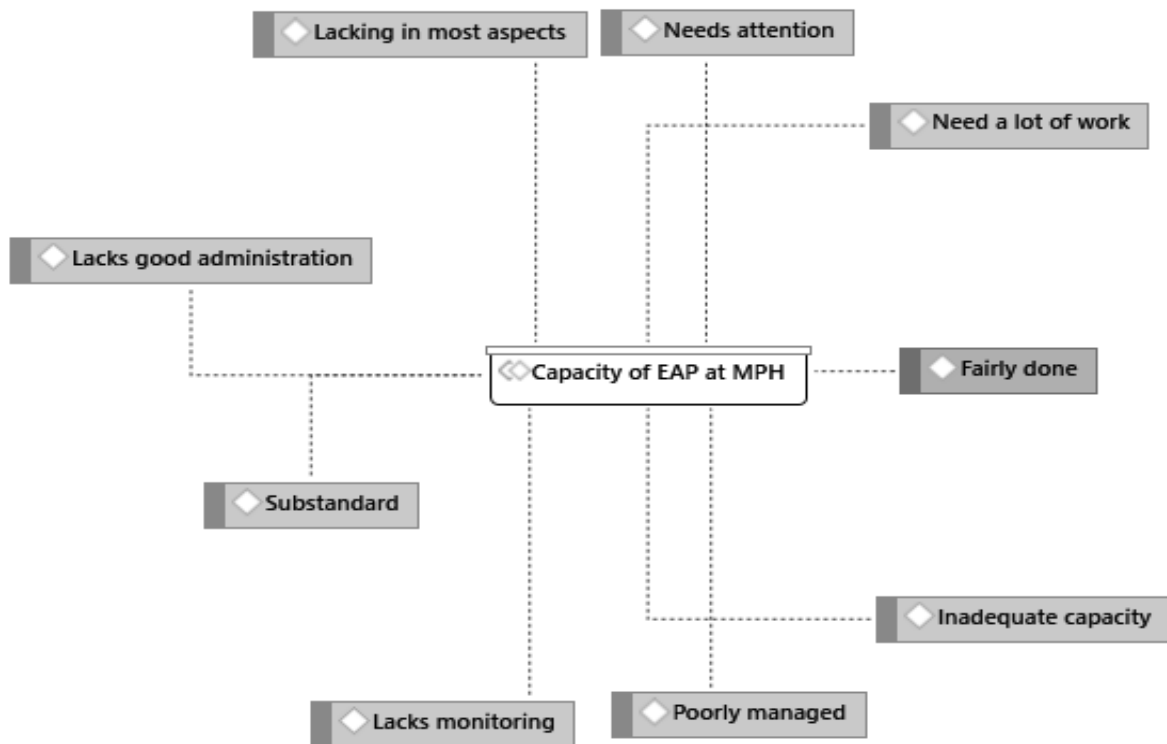 Lacking in most aspects
Needs attention
Need a lot of work
Lacks good administration
Capacity of EAP at MPH
Fairly done
Substandard
Inadequate capacity
Lacks monitoring
Poorly managed